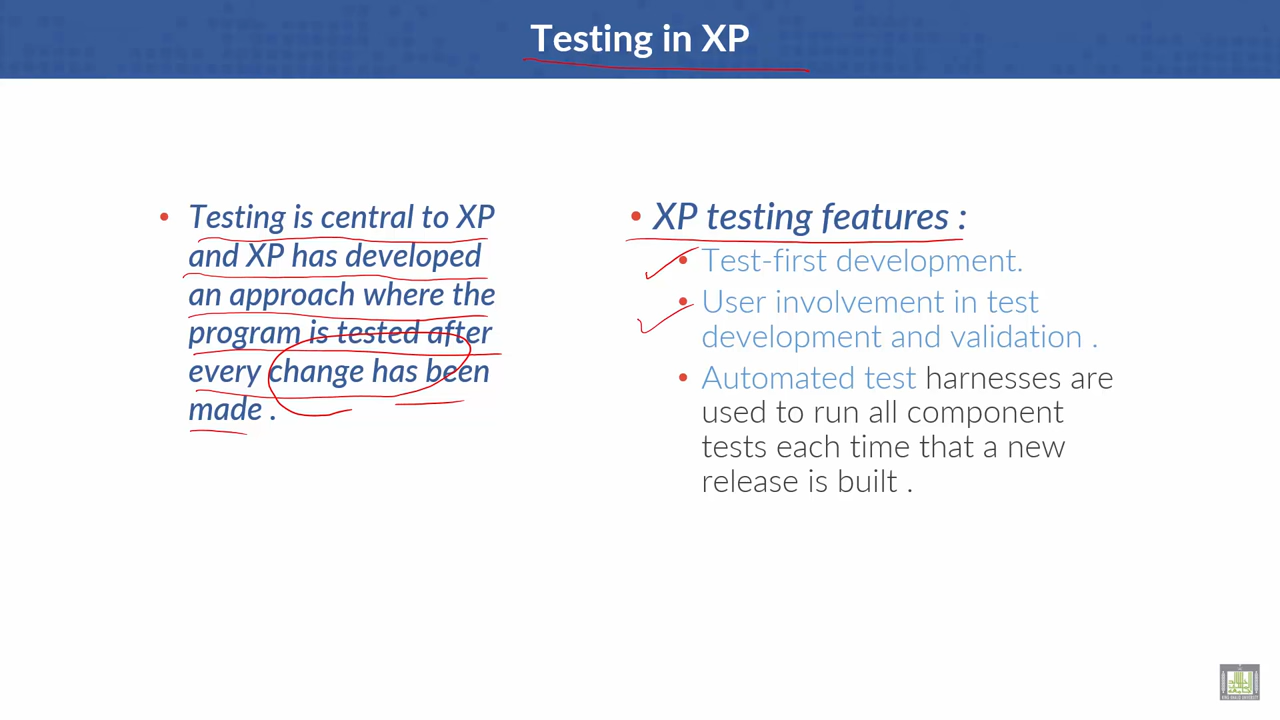 Testing in XP
• Testing is central to XP
and XP has developed
an approach where the
program is tested after
every change has been
made .
• XP testing features :
• Test-first development.
• User involvement in test
development and validation .
• Automated test harnesses are
used to run all component
tests each time that a new
release is built .